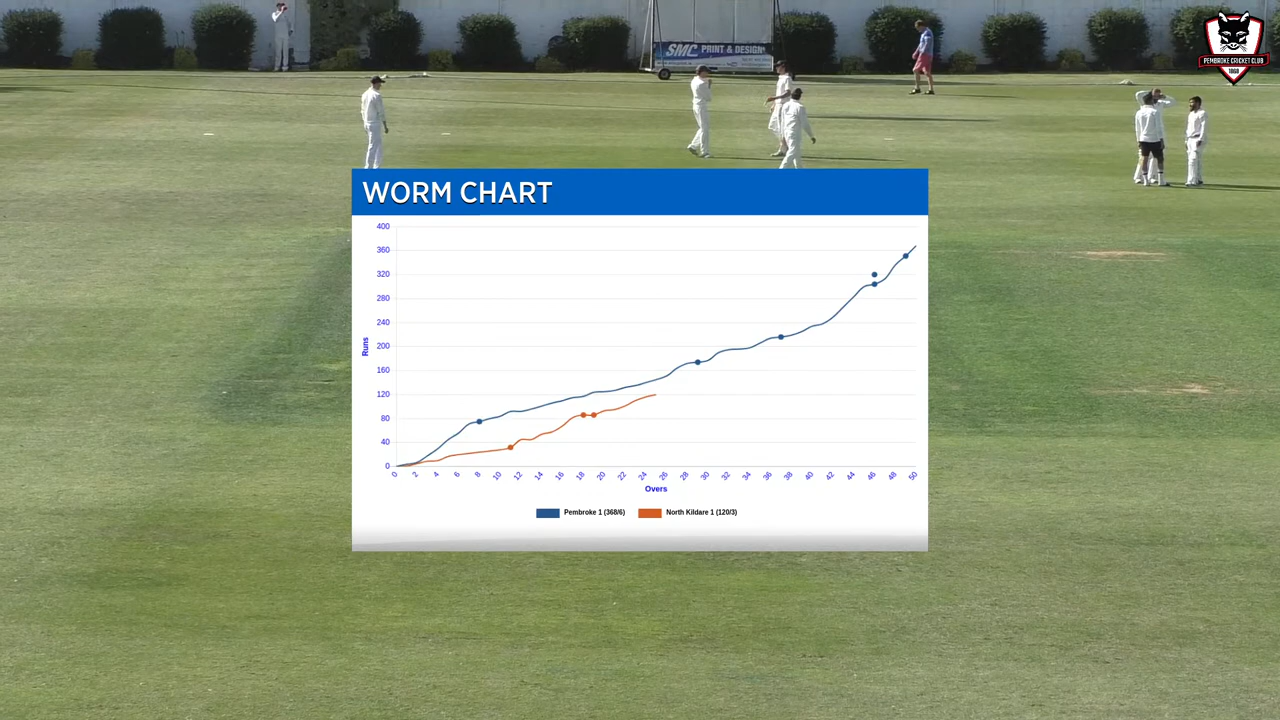 SMC PRINT & DESIGN
PEMBROKE CRICKET CLUB
1868
WORM CHART
400
360
320
280
240
200
160
120
80
40
0
Runs
0 2 4 6 8 10 12 14 16 18 20 22 24 26 28 30 32 34 36 38 40 42 44 46 48 50
Overs
Pembroke 1 (368/6) North Kildare 1 (120/3)